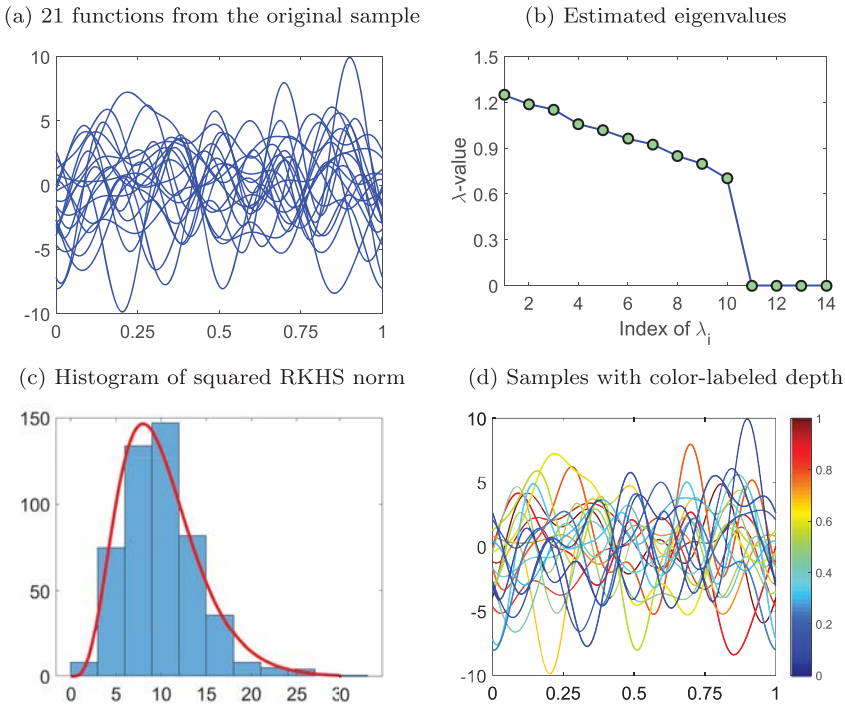 (a) 21 functions from the original sample
10
5
0
-5
-10
0 0.25 0.5 0.75 1
(b) Estimated eigenvalues
1.5
1.2
0.9
0.6
0.3
0
λ-value
2 4 6 8 10 12 14
Index of λi
(c) Histogram of squared RKHS norm
150
100
50
0
0 5 10 15 20 25 30
(d) Samples with color-labeled depth
10
5
0
-5
-10
0 0.25 0.5 0.75 1
1
0.8
0.6
0.4
0.2
0